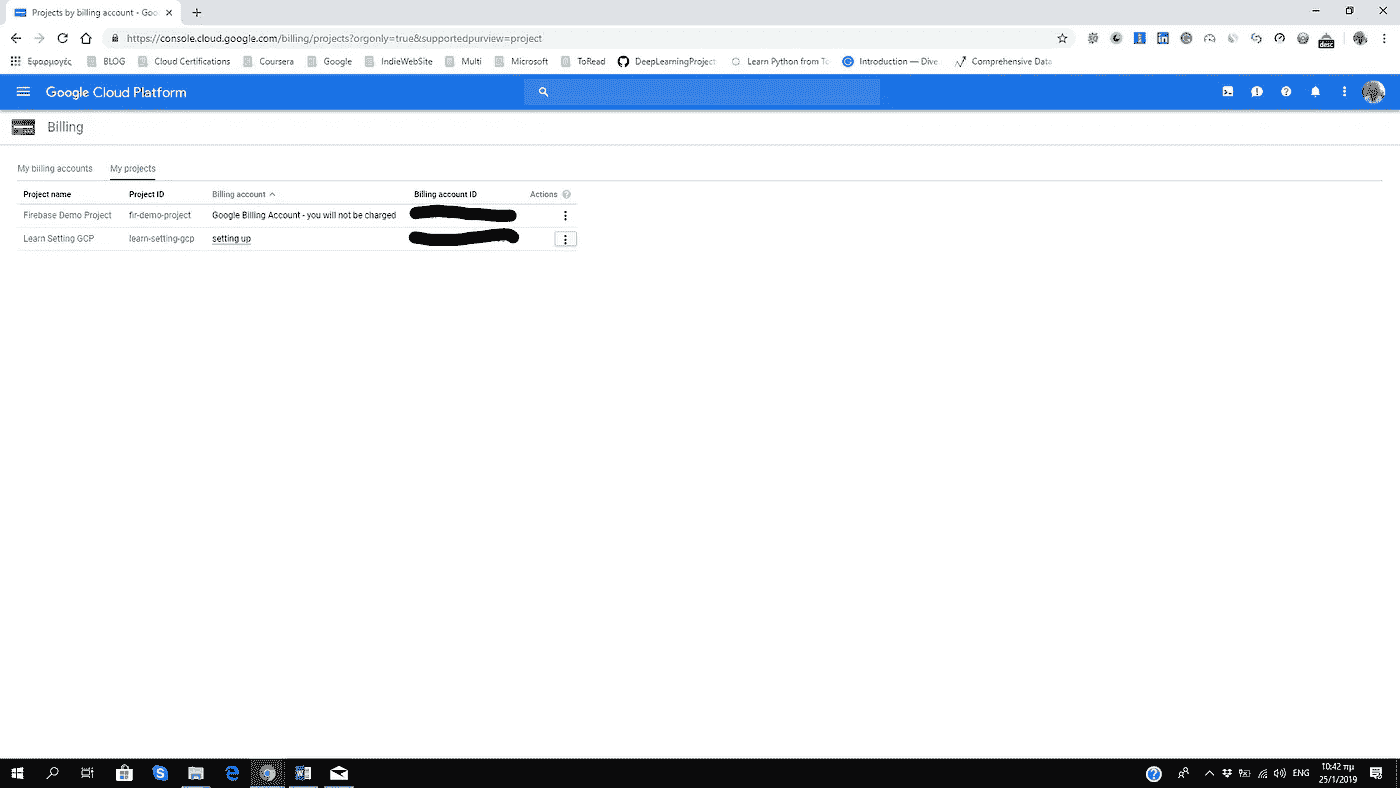 Projects by billing account - Goo
https://console.cloud.google.com/billing/projects?orgonly=true&supportedpurview=project
desc
Εφαρμογές BLOG Cloud Certifications Coursera Google IndieWebSite Multi Microsoft ToRead DeepLearningProject Learn Python from To Introduction — Dive Comprehensive Data
Google Cloud Platform
Billing
My billing accounts My projects
Project name Project ID Billing account Billing account ID Actions
Firebase Demo Project fir-demo-project Google Billing Account - you will not be charged
Learn Setting GCP learn-setting-gcp setting up
ENG 10:42 πμ
25/1/2019